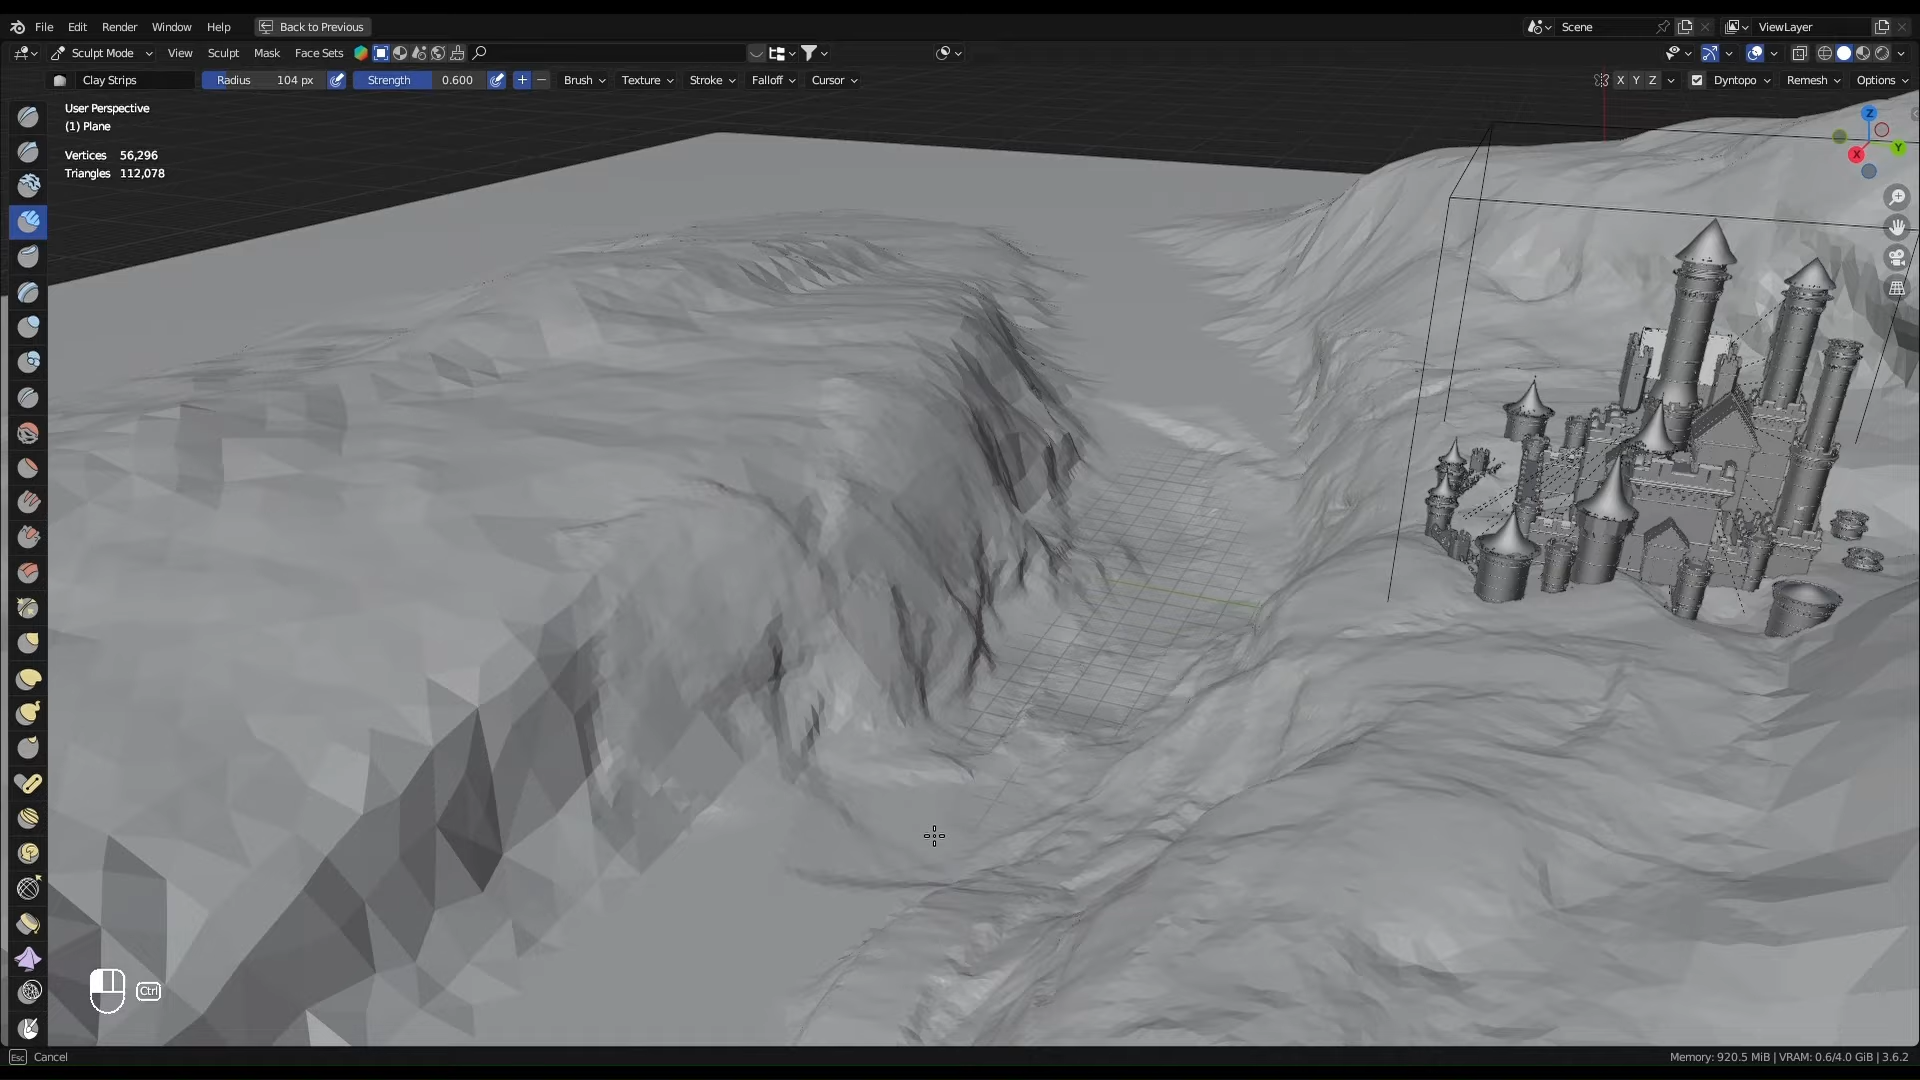 File Edit Render Window Help Back to Previous Scene ViewLayer
Sculpt Mode View Sculpt Mask Face Sets
Clay Strips Radius 104 px Strength 0.600 + − Brush Texture Stroke Falloff Cursor X Y Z Dyntopo Remesh Options
User Perspective
(1) Plane
Vertices 56,296
Triangles 112,078
Z
Y
X
Ctrl
Esc Cancel Memory: 920.5 MiB | VRAM: 0.6/4.0 GiB | 3.6.2